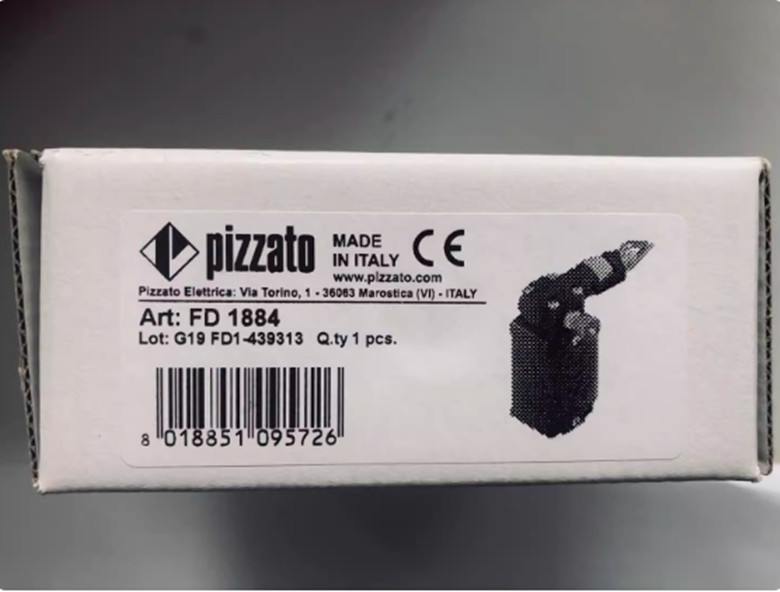 pizzato
MADE
IN ITALY
CE
www.pizzato.com
Pizzato Elettrica: Via Torino, 1 - 36063 Marostica (VI) - ITALY
Art: FD 1884
Lot: G19 FD1-439313 Q.ty 1 pcs.
8 018851 095726